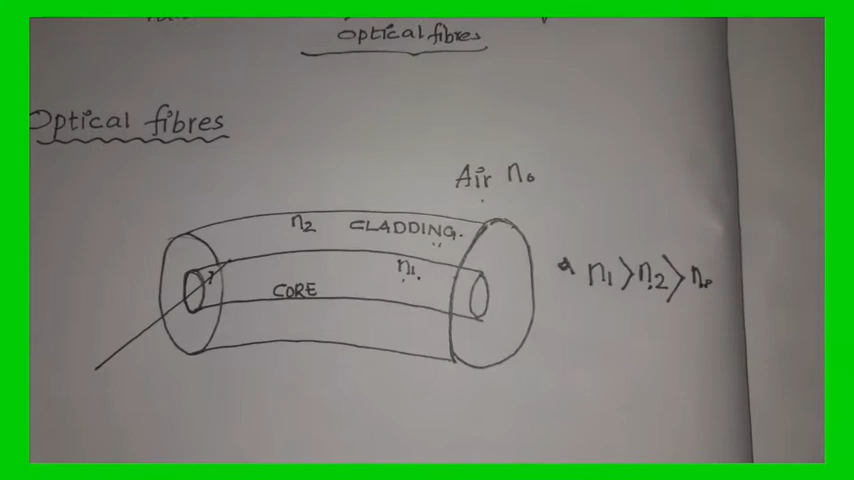 Optical fibres
Optical fibres
Air n₀
n₂ CLADDING.
n₁.
CORE
n₁>n₂>n₀